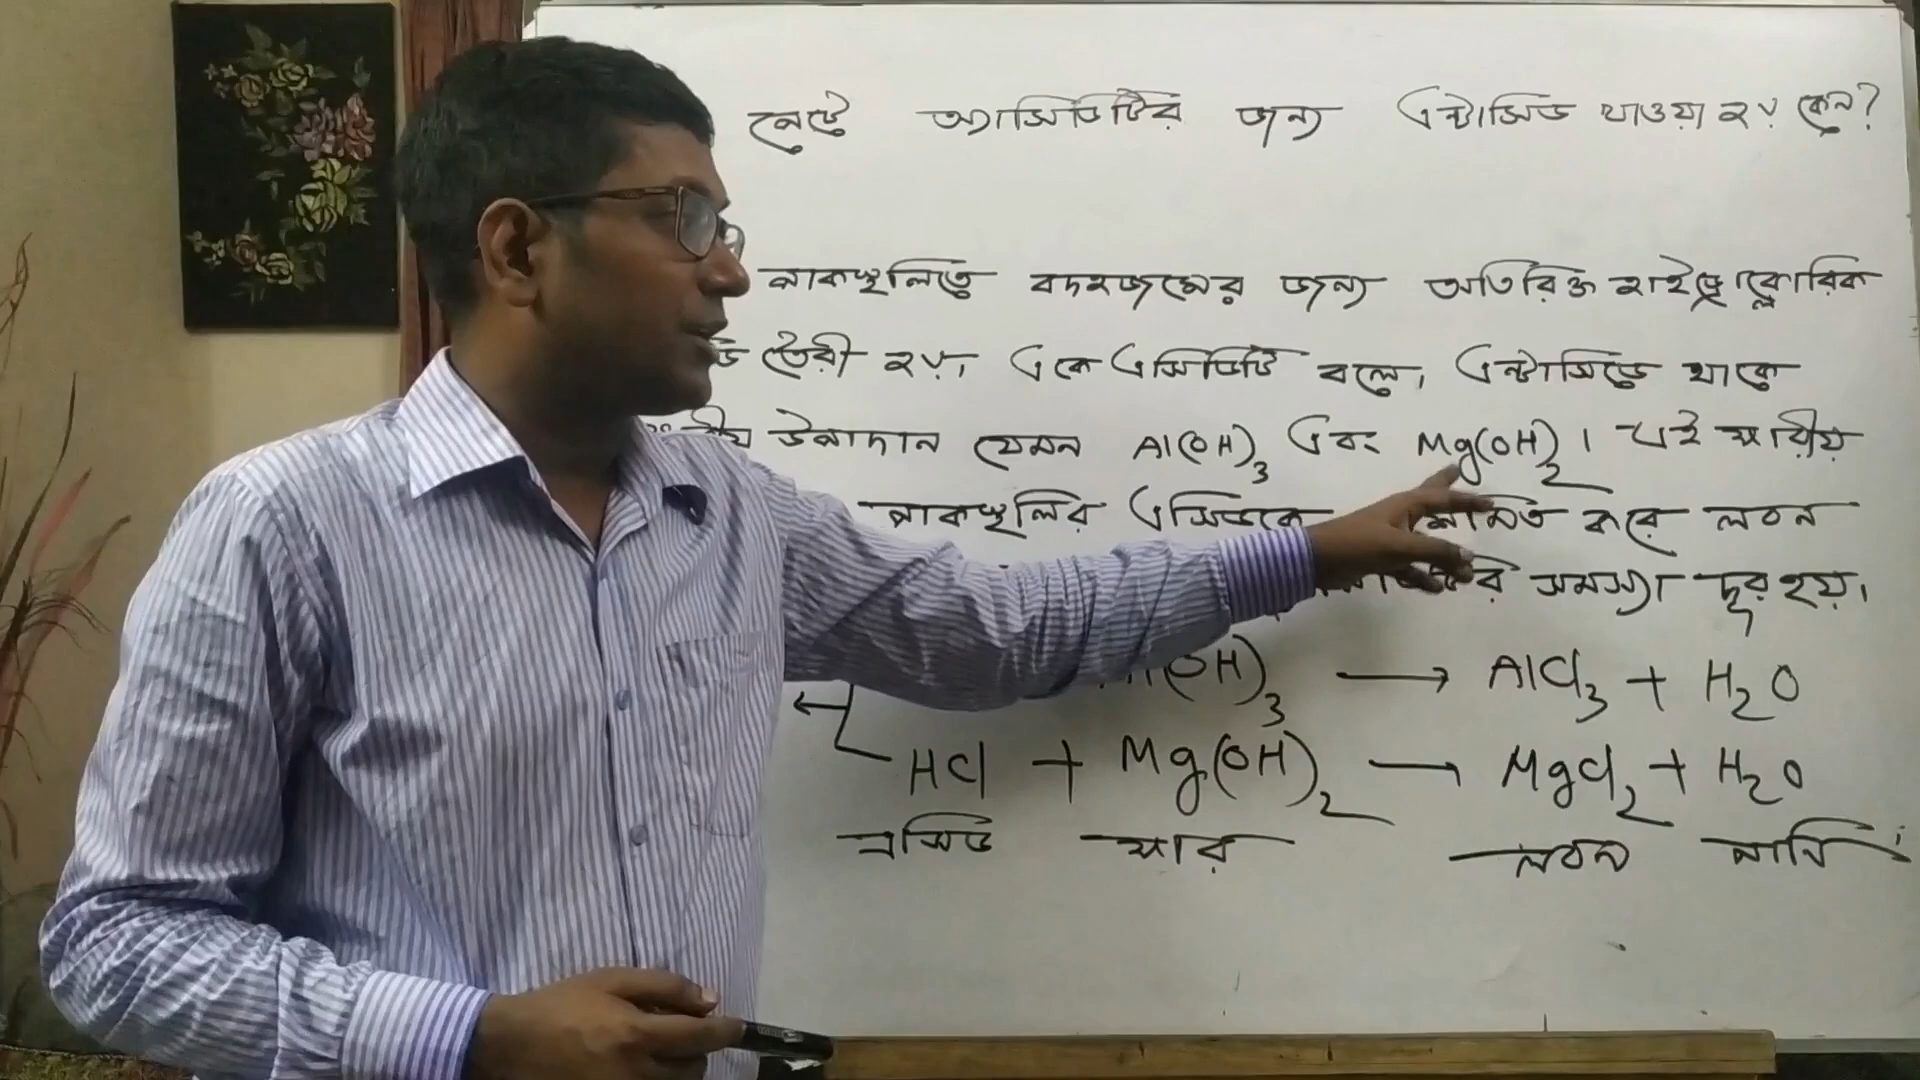 পেটে অ্যাসিডিটির জন্য এন্টাসিড খাওয়া হয় কেন?
পাকস্থলিতে বদহজমের জন্য অতিরিক্ত হাইড্রোক্লোরিক
তৈরী হয়। একে এসিডিটি বলে। এন্টাসিডে থাকে
উপাদান যেমন Al(OH)₃ এবং Mg(OH)₂। এই ক্ষারীয়
পাকস্থলির এসিডকে করে লবন
সমস্যা দূর হয়।
(OH)₃ → AlCl₃ + H₂O
HCl + Mg(OH)₂ → MgCl₂ + H₂O
এসিড ক্ষার লবন পানি